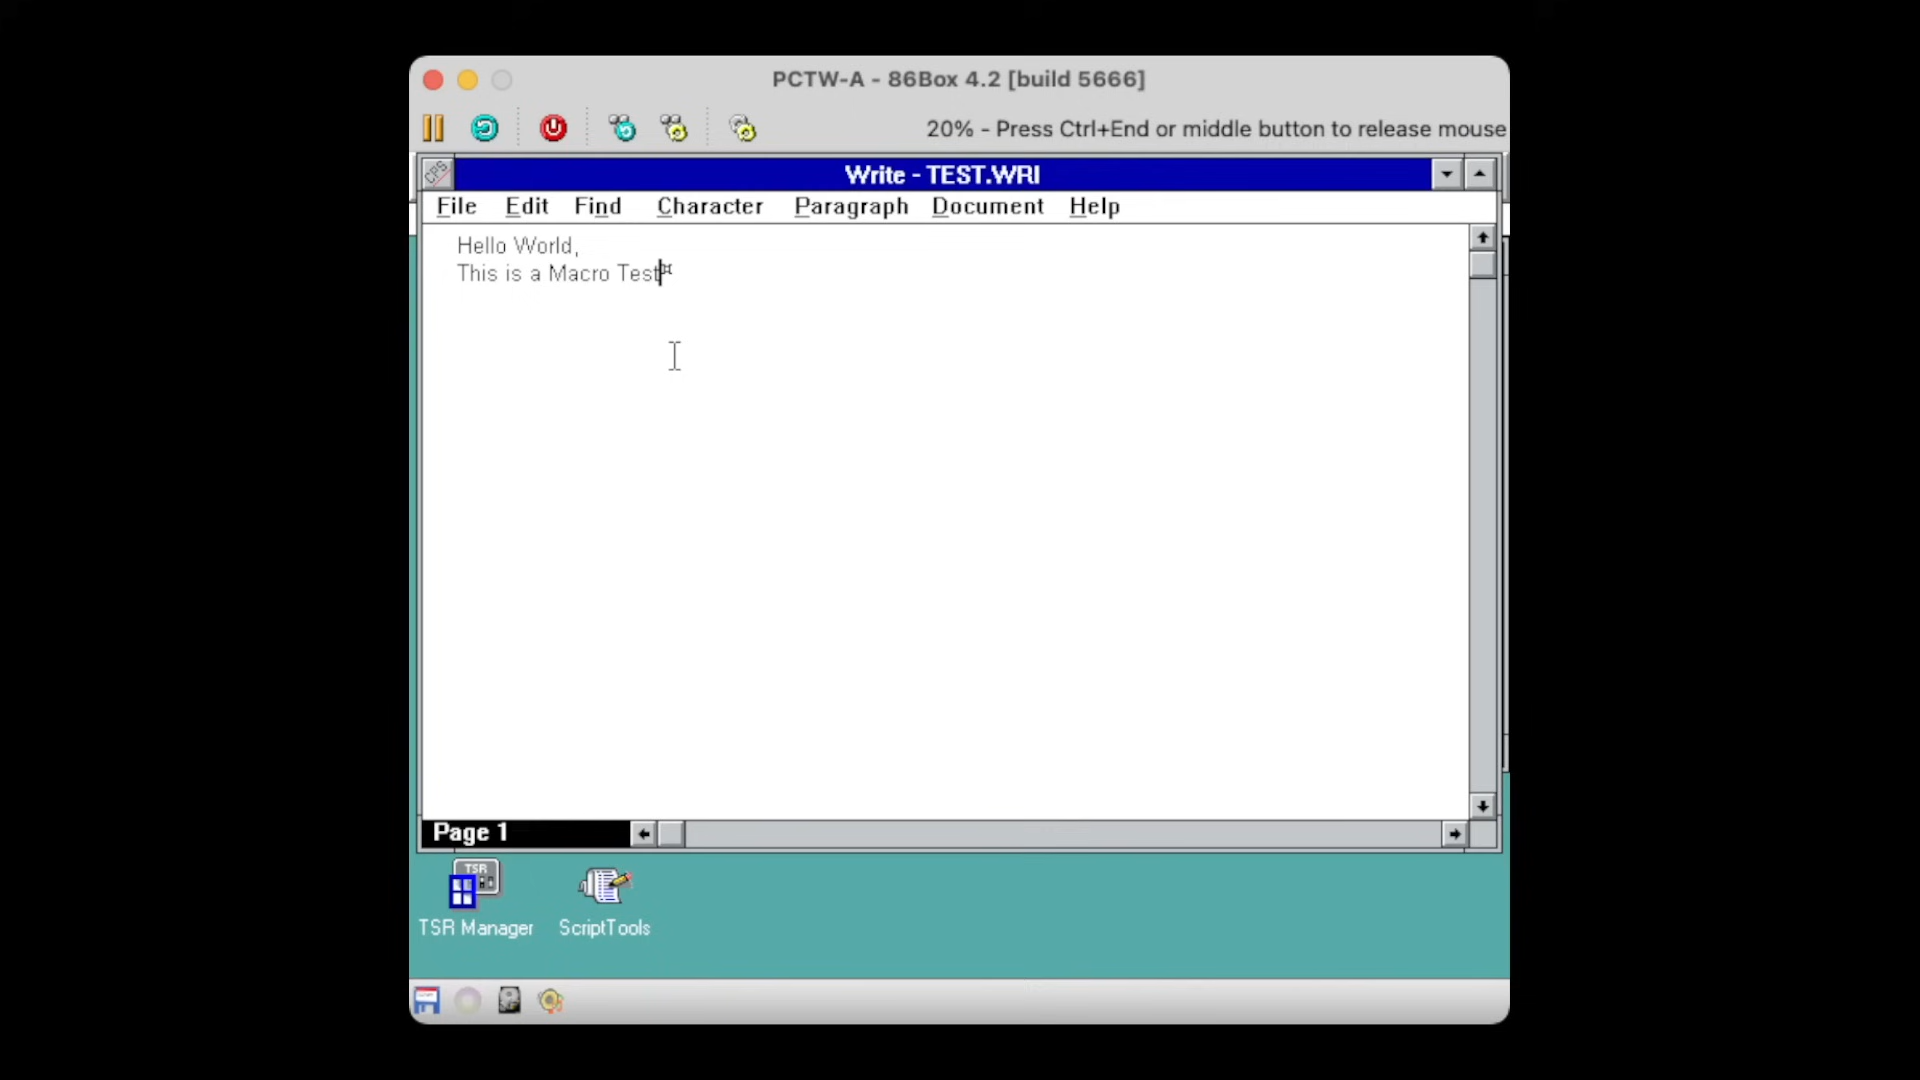 PCTW-A - 86Box 4.2 [build 5666]
20% - Press Ctrl+End or middle button to release mouse
CPS
Write - TEST.WRI
File Edit Find Character Paragraph Document Help
Hello World,
This is a Macro Test
Page 1
TSR
TSR Manager ScriptTools